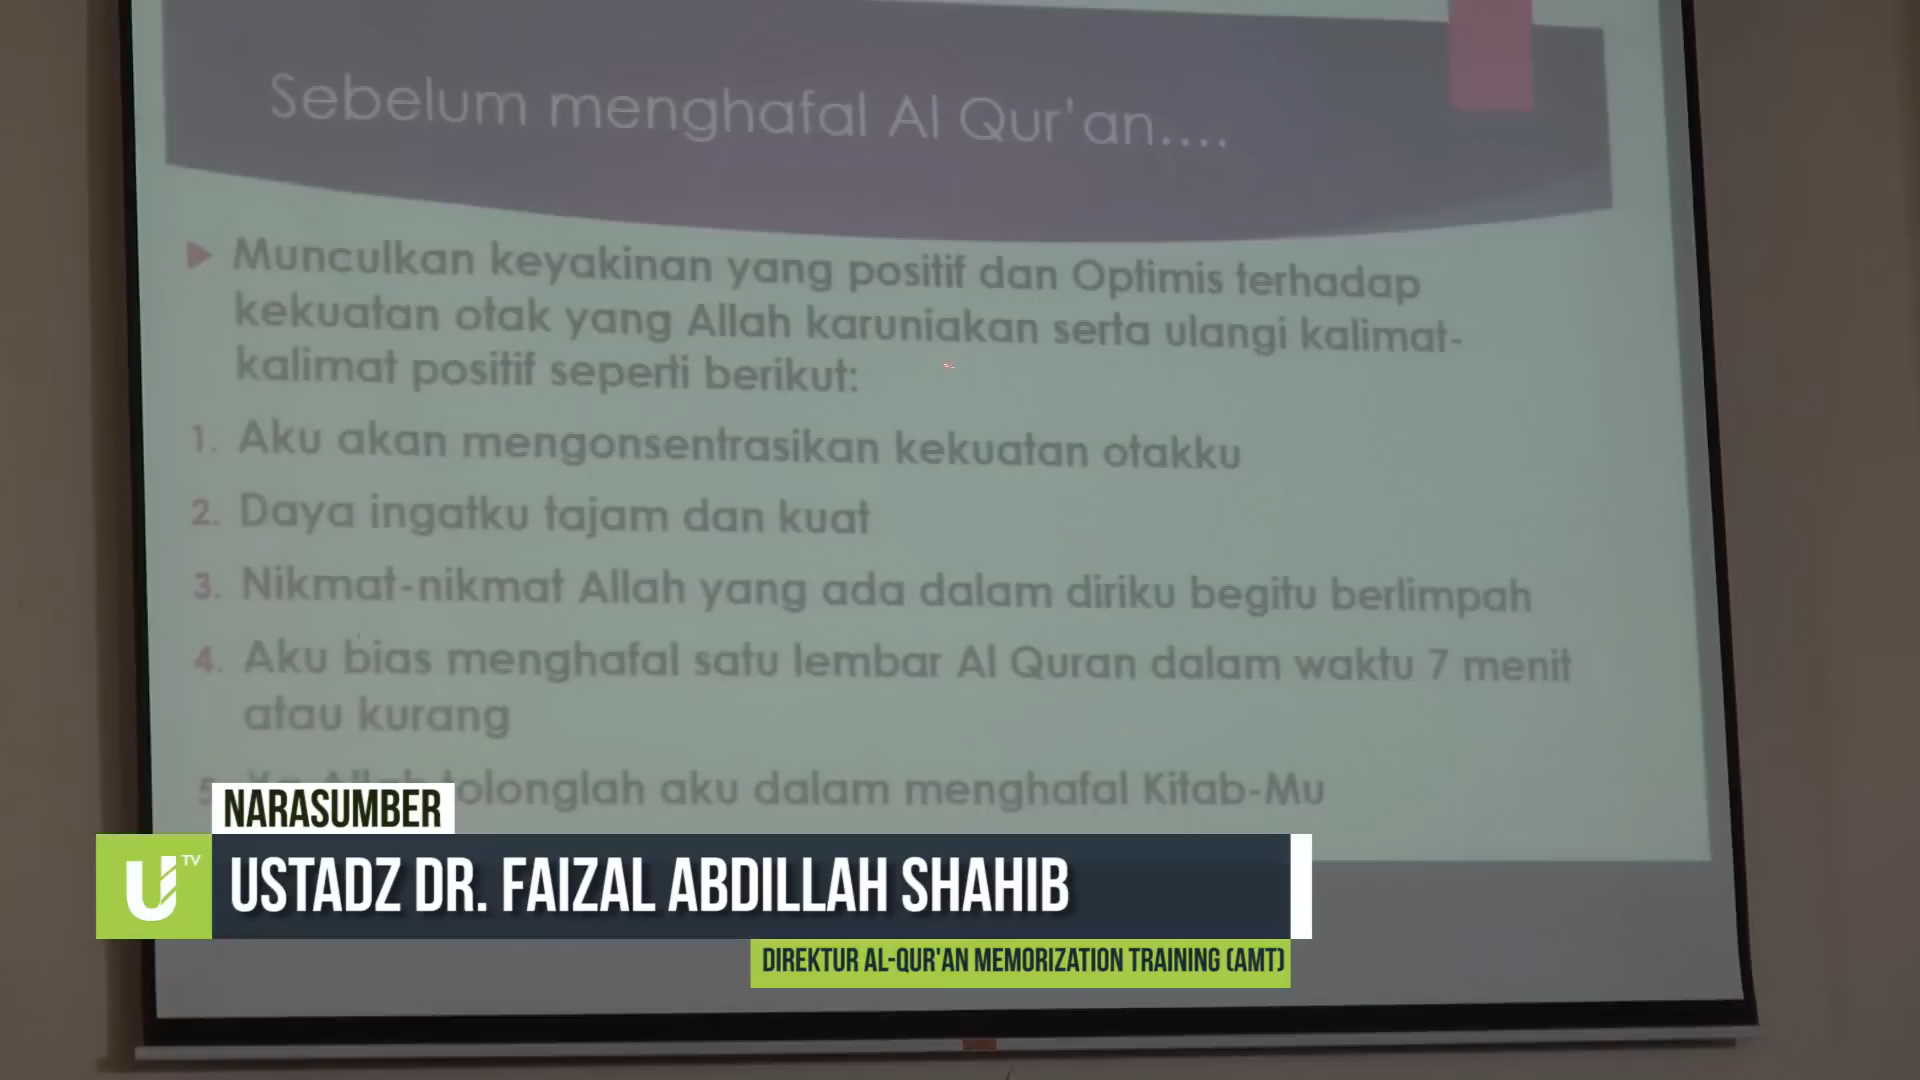 Sebelum menghafal Al Qur'an....
Munculkan keyakinan yang positif dan Optimis terhadap
kekuatan otak yang Allah karuniakan serta ulangi kalimat-
kalimat positif seperti berikut:
1. Aku akan mengonsentrasikan kekuatan otakku
2. Daya ingatku tajam dan kuat
3. Nikmat-nikmat Allah yang ada dalam diriku begitu berlimpah
4. Aku bias menghafal satu lembar Al Quran dalam waktu 7 menit
atau kurang
5. Ya Allah tolonglah aku dalam menghafal Kitab-Mu
NARASUMBER
U TV
USTADZ DR. FAIZAL ABDILLAH SHAHIB
DIREKTUR AL-QUR'AN MEMORIZATION TRAINING (AMT)